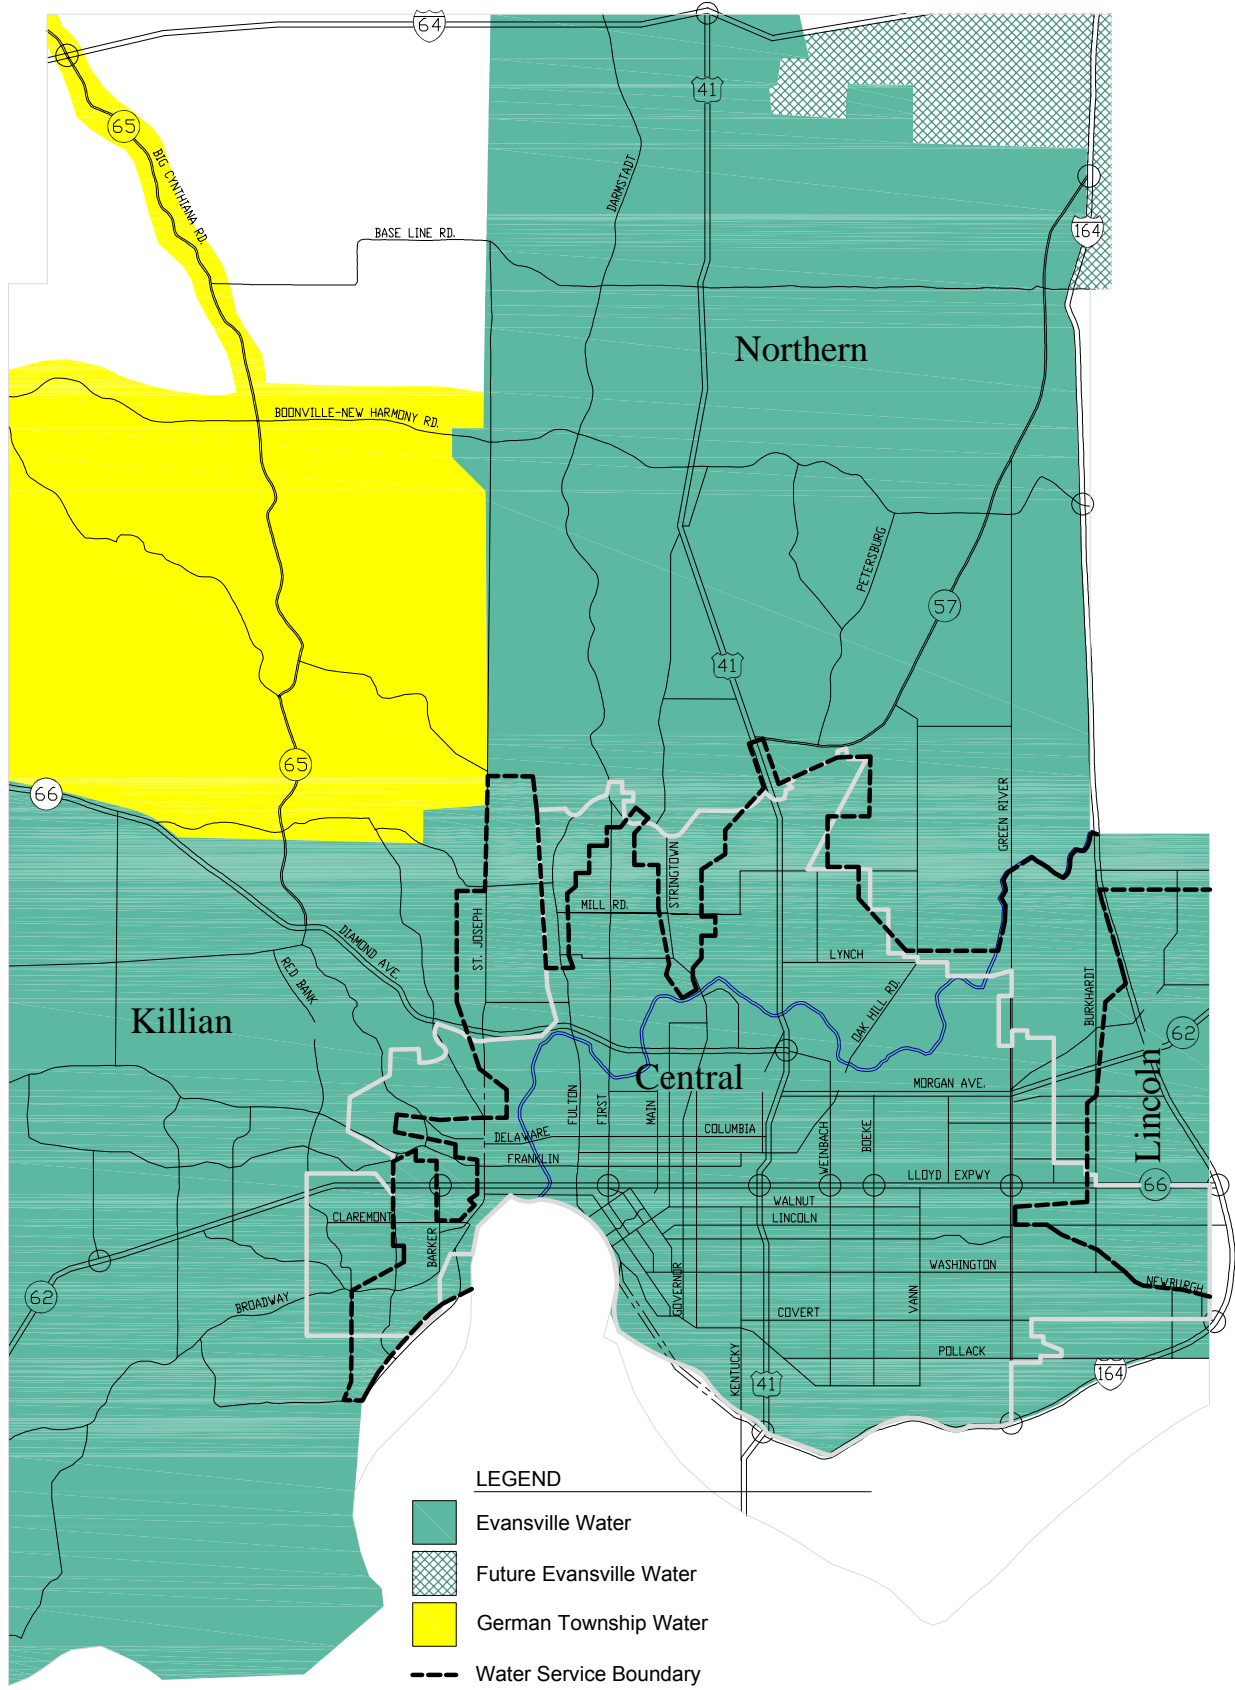 64
41
65
BIG CYNTHIANA RD.
DARMSTADT
164
BASE LINE RD.
Northern
BOONVILLE-NEW HARMONY RD.
PETERSBURG
57
41
65
66
GREEN RIVER
STRINGTOWN
MILL RD.
ST. JOSEPH
DIAMOND AVE.
LYNCH
RED BANK
OAK HILL RD.
BURKHARDT
Killian
62
Central
Lincoln
MORGAN AVE.
FULTON
FIRST
MAIN
COLUMBIA
DELAWARE
WEINBACH
BOEKE
FRANKLIN
LLOYD EXPWY
66
WALNUT
CLAREMONT
LINCOLN
BARKER
WASHINGTON
NEWBURGH
GOVERNOR
62
BROADWAY
VANN
COVERT
KENTUCKY
POLLACK
41
164
LEGEND
Evansville Water
Future Evansville Water
German Township Water
Water Service Boundary